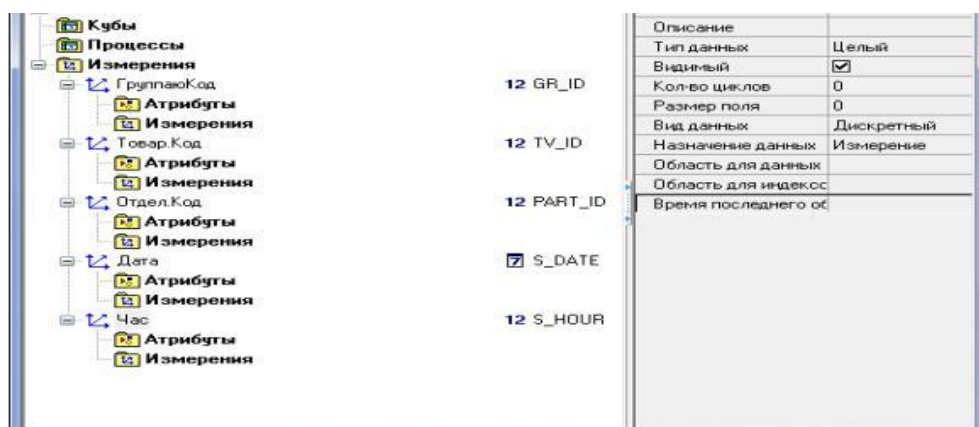 Кубы
Процессы
Измерения
ГруппаюКод 12 GR_ID
Атрибуты
Измерения
Товар.Код 12 TV_ID
Атрибуты
Измерения
Отдел.Код 12 PART_ID
Атрибуты
Измерения
Дата 7 S_DATE
Атрибуты
Измерения
Час 12 S_HOUR
Атрибуты
Измерения
Описание
Тип данных Целый
Видимый
Кол-во циклов 0
Размер поля 0
Вид данных Дискретный
Назначение данных Измерение
Область для данных
Область для индексс
Время последнего об